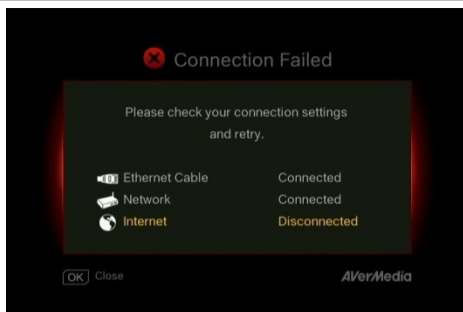 Connection Failed
Please check your connection settings
and retry.
Ethernet Cable Connected
Network Connected
Internet Disconnected
OK Close
AVerMedia